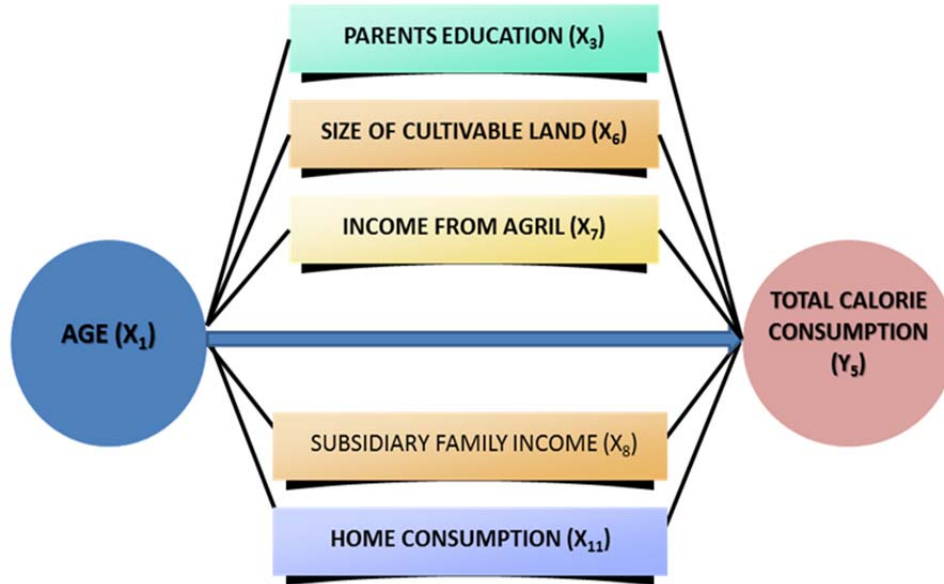 PARENTS EDUCATION (X₃)
SIZE OF CULTIVABLE LAND (X₆)
INCOME FROM AGRIL (X₇)
AGE (X₁)
TOTAL CALORIE
CONSUMPTION
(Y₅)
SUBSIDIARY FAMILY INCOME (X₈)
HOME CONSUMPTION (X₁₁)